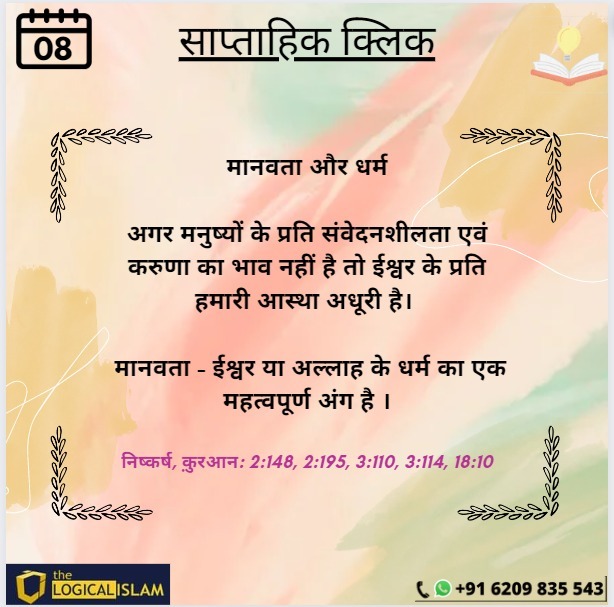 08
साप्ताहिक क्लिक
मानवता और धर्म
अगर मनुष्यों के प्रति संवेदनशीलता एवं
करुणा का भाव नहीं है तो ईश्वर के प्रति
हमारी आस्था अधूरी है।
मानवता - ईश्वर या अल्लाह के धर्म का एक
महत्वपूर्ण अंग है ।
निष्कर्ष, क़ुरआन: 2:148, 2:195, 3:110, 3:114, 18:10
the
LOGICAL ISLAM
+91 6209 835 543